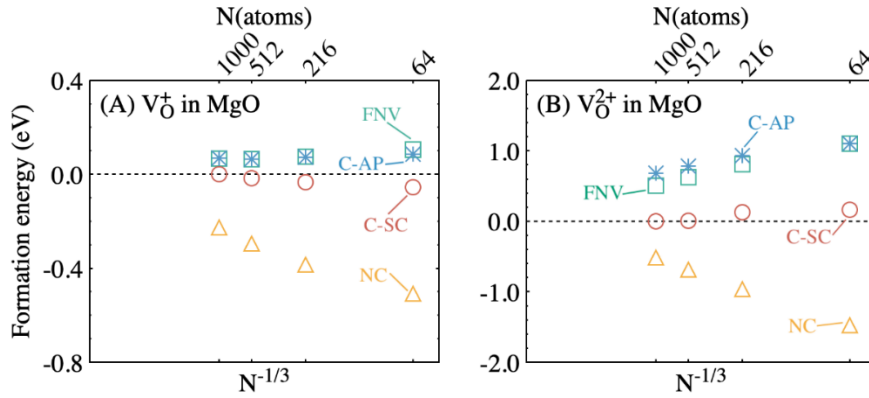 N(atoms)
1000
512
216
64
0.4
0.0
-0.4
-0.8
Formation energy (eV)
(A) V_O^+ in MgO
FNV
C-AP
C-SC
NC
N^{-1/3}
N(atoms)
1000
512
216
64
2.0
1.0
0.0
-1.0
-2.0
(B) V_O^{2+} in MgO
C-AP
FNV
C-SC
NC
N^{-1/3}